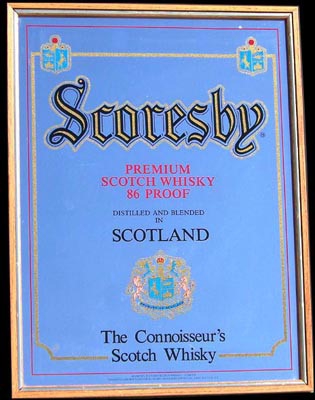 Scoresby
PREMIUM
SCOTCH WHISKY
86 PROOF
DISTILLED AND BLENDED
IN
SCOTLAND
The Connoisseur's
Scotch Whisky